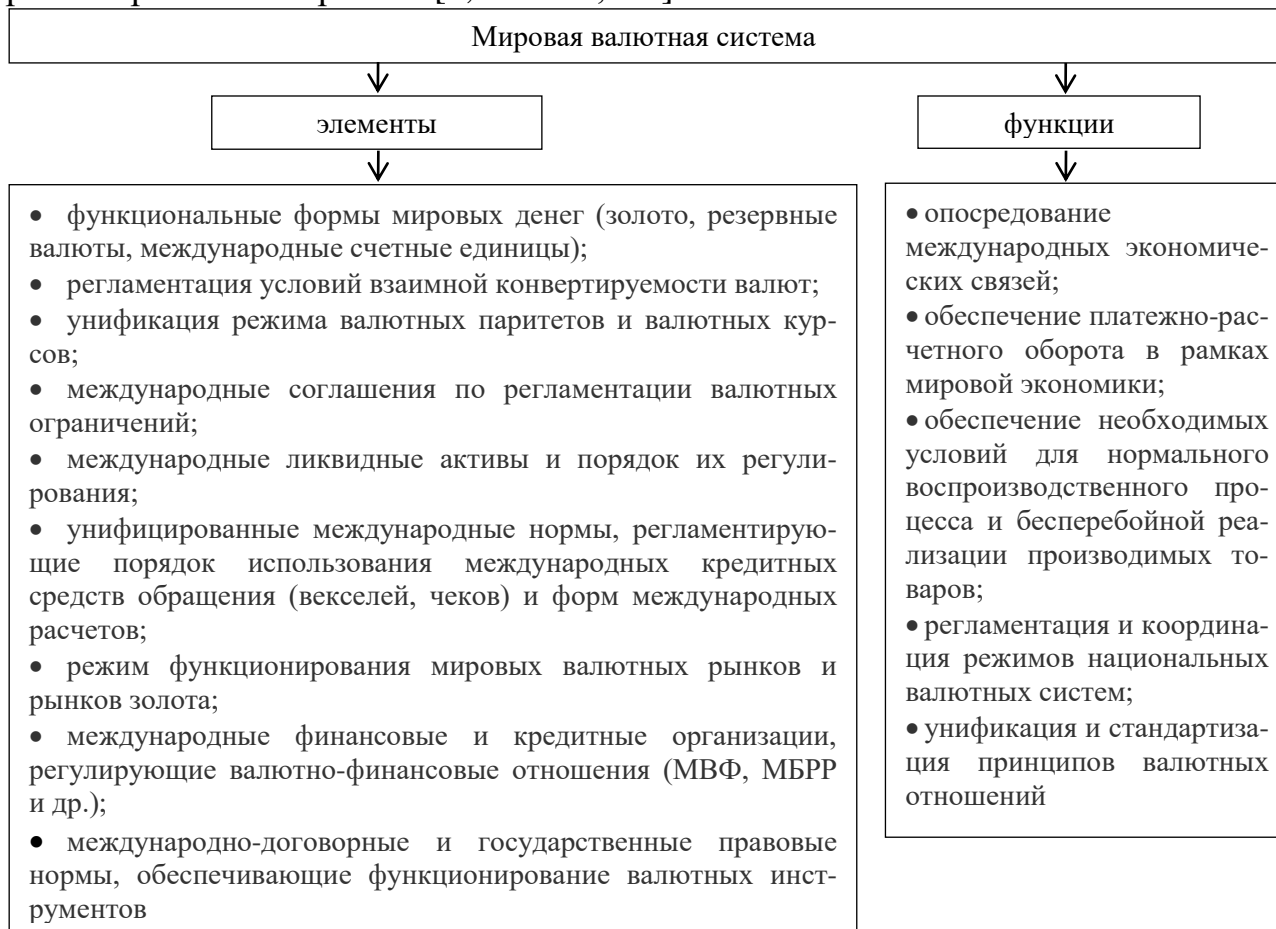 Мировая валютная система
элементы
функции
• функциональные формы мировых денег (золото, резервные
валюты, международные счетные единицы);
• регламентация условий взаимной конвертируемости валют;
• унификация режима валютных паритетов и валютных кур-
сов;
• международные соглашения по регламентации валютных
ограничений;
• международные ликвидные активы и порядок их регули-
рования;
• унифицированные международные нормы, регламентирую-
щие порядок использования международных кредитных
средств обращения (векселей, чеков) и форм международных
расчетов;
• режим функционирования мировых валютных рынков и
рынков золота;
• международные финансовые и кредитные организации,
регулирующие валютно-финансовые отношения (МВФ, МБРР
и др.);
• международно-договорные и государственные правовые
нормы, обеспечивающие функционирование валютных инст-
рументов
• опосредование
международных экономиче-
ских связей;
• обеспечение платежно-рас-
четного оборота в рамках
мировой экономики;
• обеспечение необходимых
условий для нормального
воспроизводственного про-
цесса и бесперебойной реа-
лизации производимых то-
варов;
• регламентация и координа-
ция режимов национальных
валютных систем;
• унификация и стандартиза-
ция принципов валютных
отношений